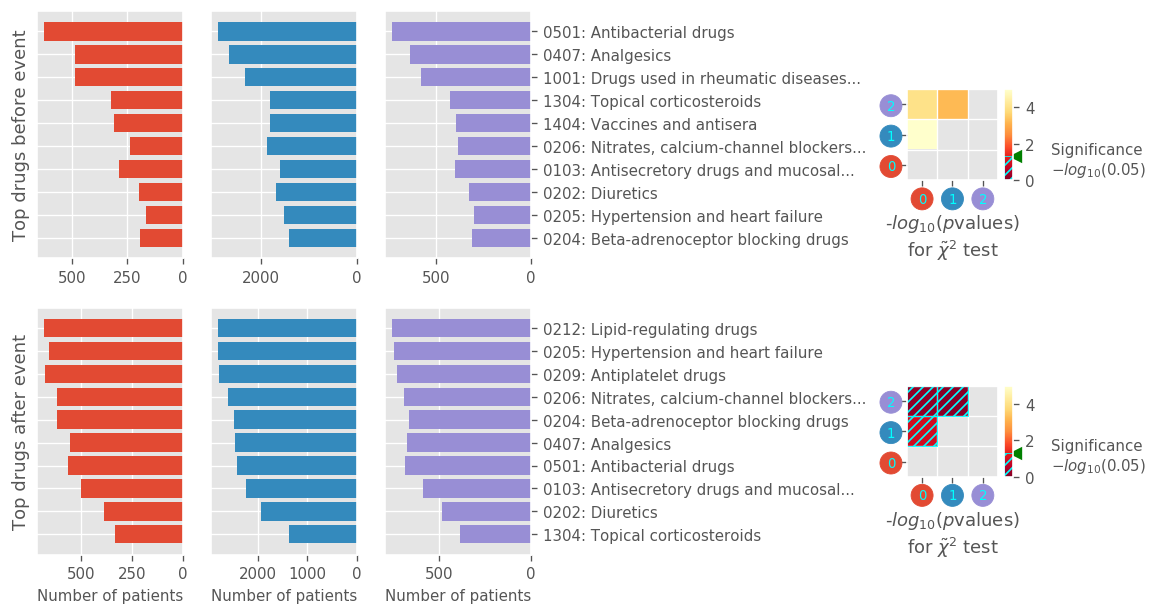 Top drugs before event
500 250 0
2000 0
500 0
0501: Antibacterial drugs
0407: Analgesics
1001: Drugs used in rheumatic diseases...
1304: Topical corticosteroids
1404: Vaccines and antisera
0206: Nitrates, calcium-channel blockers...
0103: Antisecretory drugs and mucosal...
0202: Diuretics
0205: Hypertension and heart failure
0204: Beta-adrenoceptor blocking drugs
2
1
0
0 1 2
4
2
0
Significance
−log₁₀(0.05)
-log₁₀(pvalues)
for χ̃² test
Top drugs after event
500 250 0
2000 1000 0
500 0
Number of patients
Number of patients
Number of patients
0212: Lipid-regulating drugs
0205: Hypertension and heart failure
0209: Antiplatelet drugs
0206: Nitrates, calcium-channel blockers...
0204: Beta-adrenoceptor blocking drugs
0407: Analgesics
0501: Antibacterial drugs
0103: Antisecretory drugs and mucosal...
0202: Diuretics
1304: Topical corticosteroids
2
1
0
0 1 2
4
2
0
Significance
−log₁₀(0.05)
-log₁₀(pvalues)
for χ̃² test